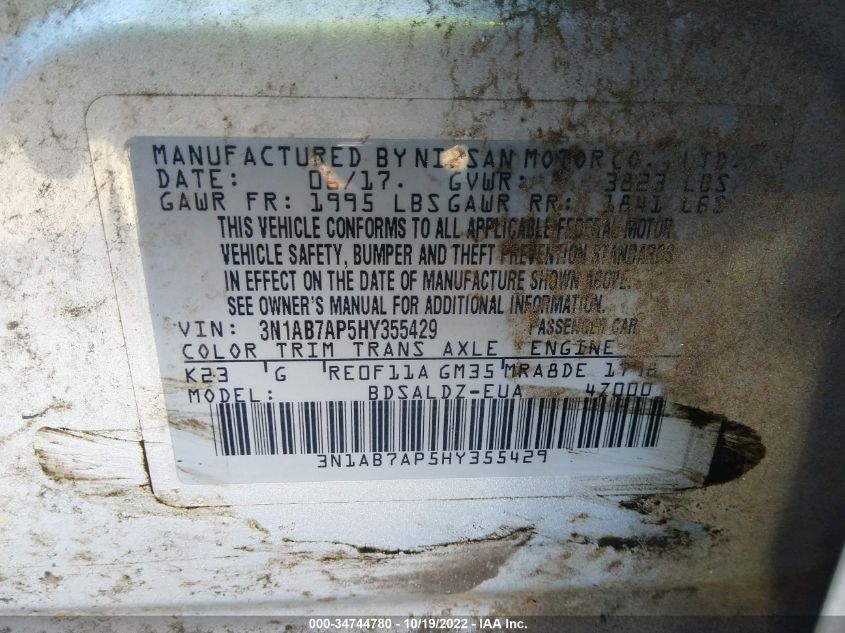 MANUFACTURED BY NISSAN MOTOR CO., LTD.
DATE: 06/17. GVWR: 3823 LBS
GAWR FR: 1995 LBS GAWR RR: 1841 LBS
THIS VEHICLE CONFORMS TO ALL APPLICABLE FEDERAL MOTOR
VEHICLE SAFETY, BUMPER AND THEFT PREVENTION STANDARDS
IN EFFECT ON THE DATE OF MANUFACTURE SHOWN ABOVE.
SEE OWNER'S MANUAL FOR ADDITIONAL INFORMATION.
VIN: 3N1AB7AP5HY355429 PASSENGER CAR
COLOR TRIM TRANS AXLE ENGINE
K23 G RE0F11A GM35 MRA8DE
MODEL: BDSALDZ-EUA 47000
3N1AB7AP5HY355429
000-34744780 - 10/19/2022 - IAA Inc.